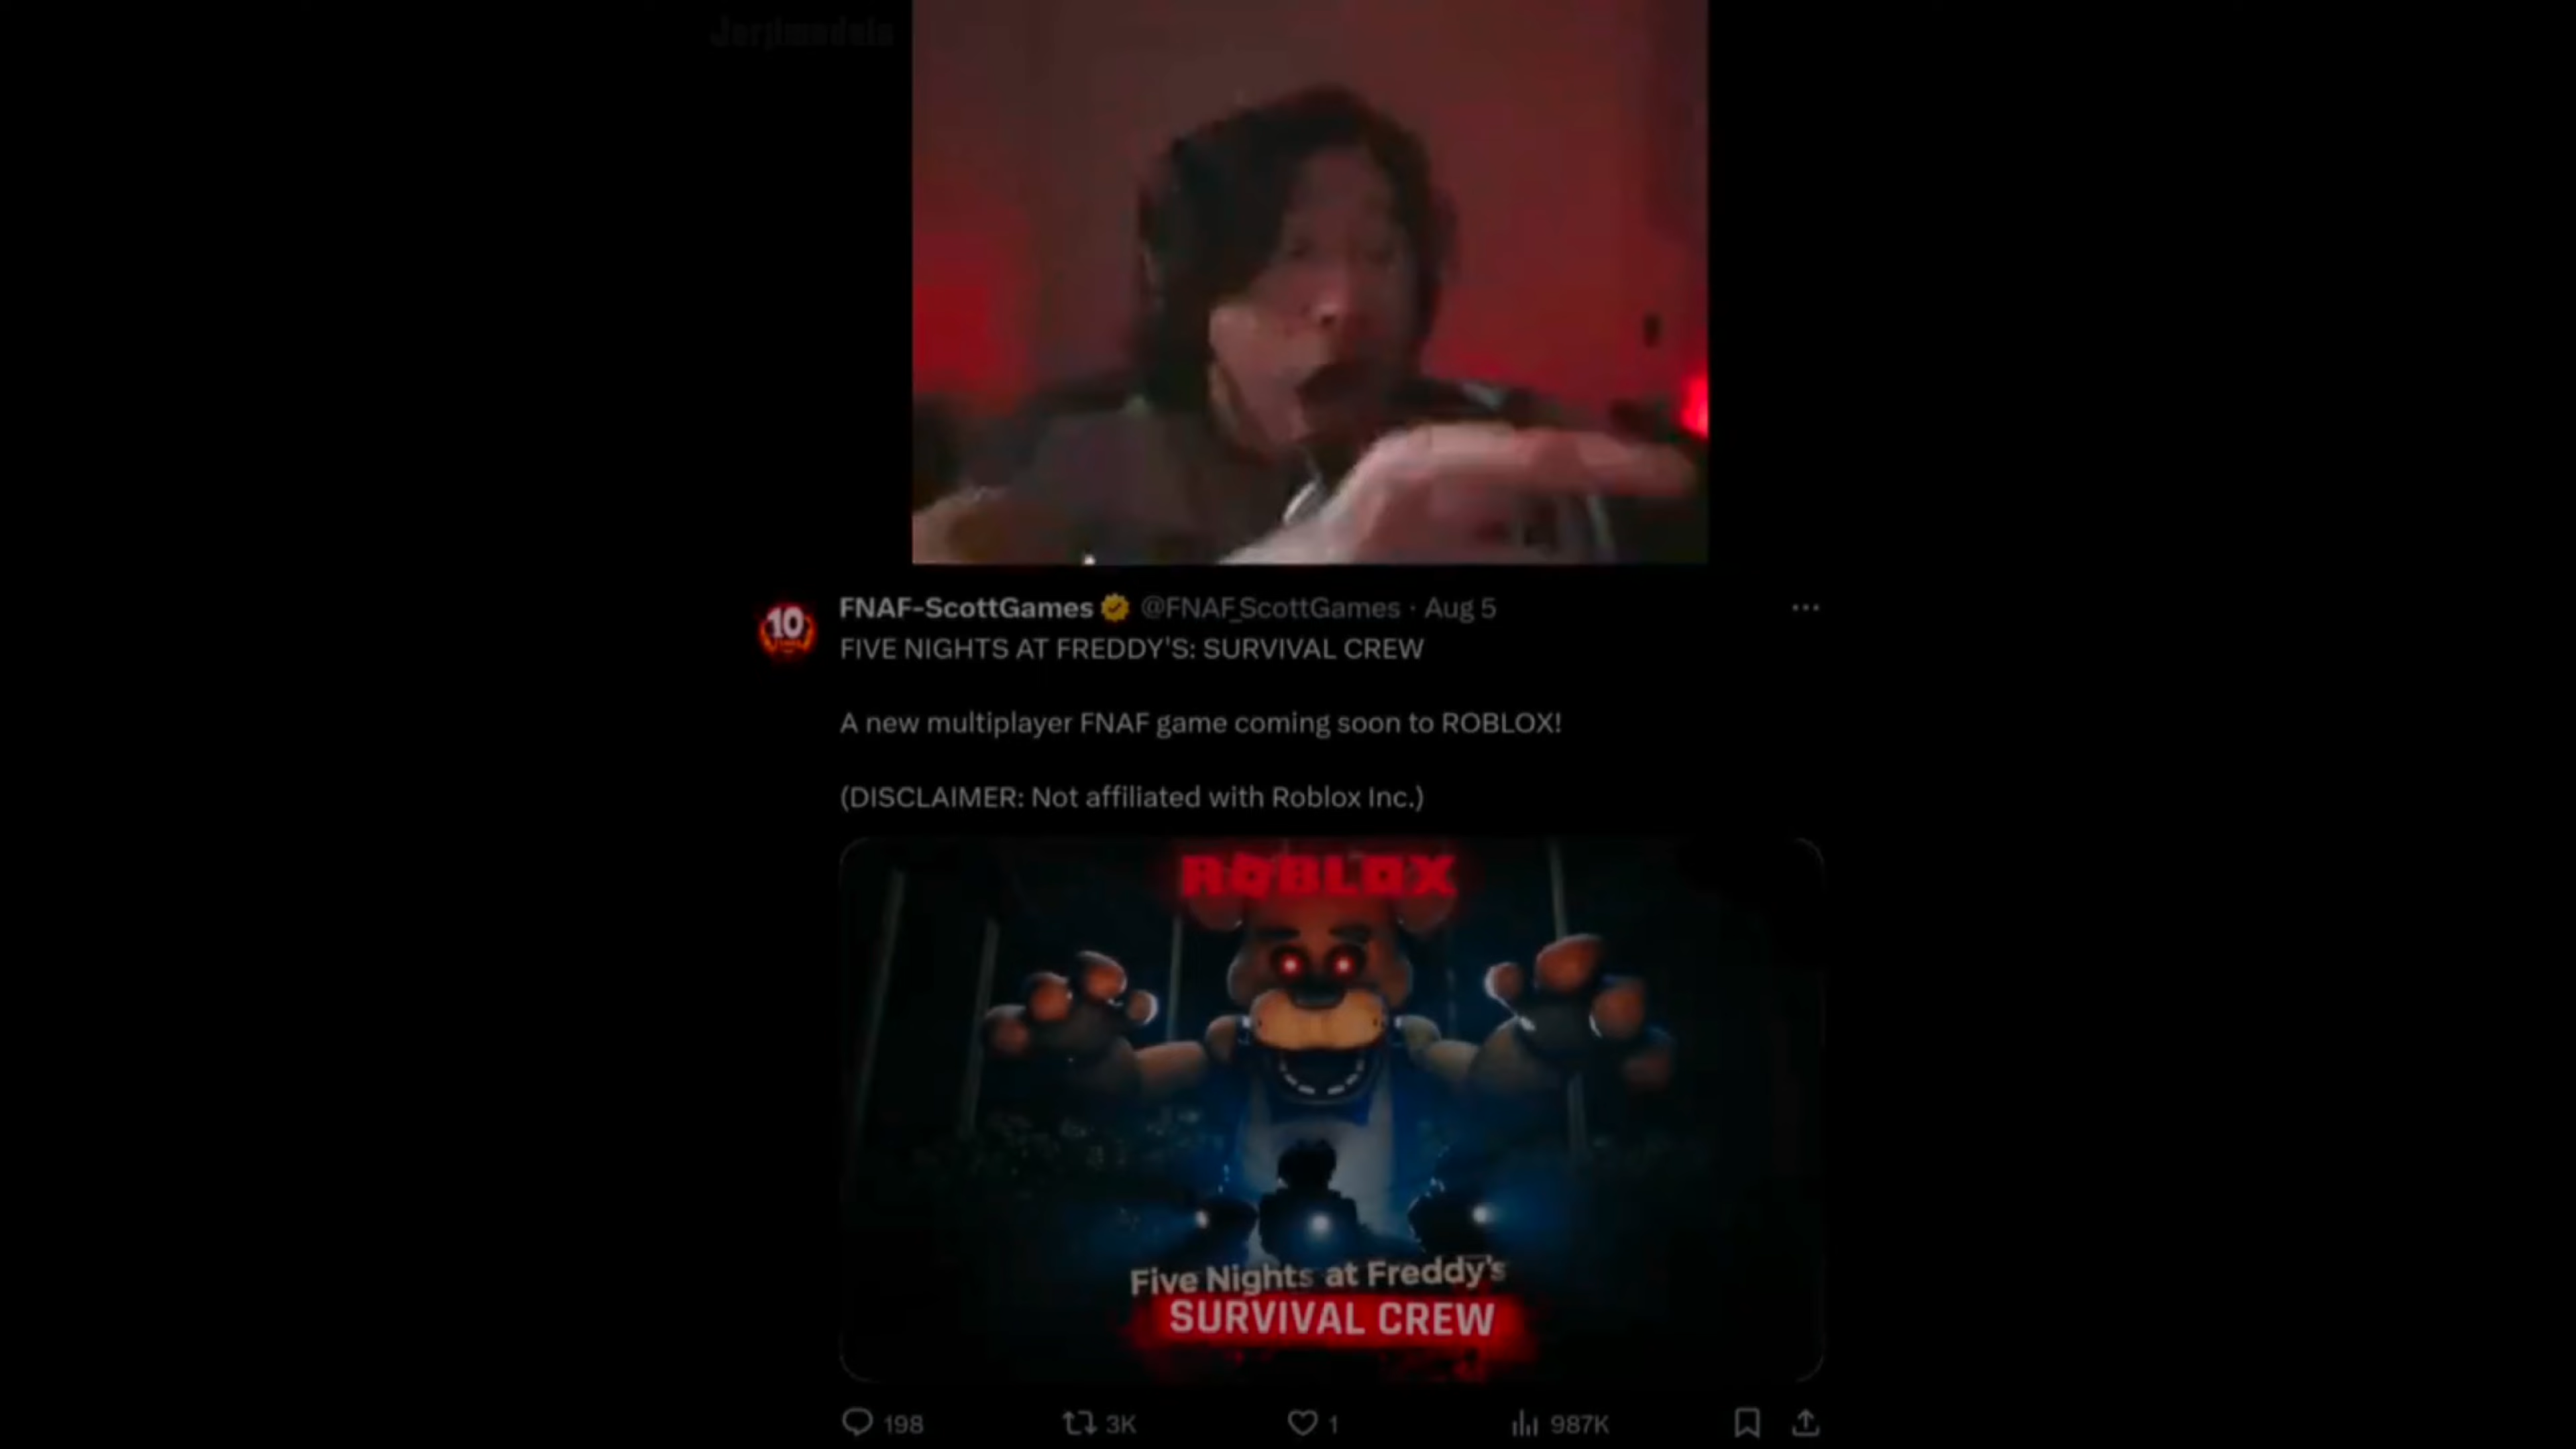 FNAF-ScottGames @FNAF_ScottGames · Aug 5
10
FIVE NIGHTS AT FREDDY'S: SURVIVAL CREW
A new multiplayer FNAF game coming soon to ROBLOX!
(DISCLAIMER: Not affiliated with Roblox Inc.)
ROBLOX
Five Nights at Freddy's
SURVIVAL CREW
198 3K 1 987K